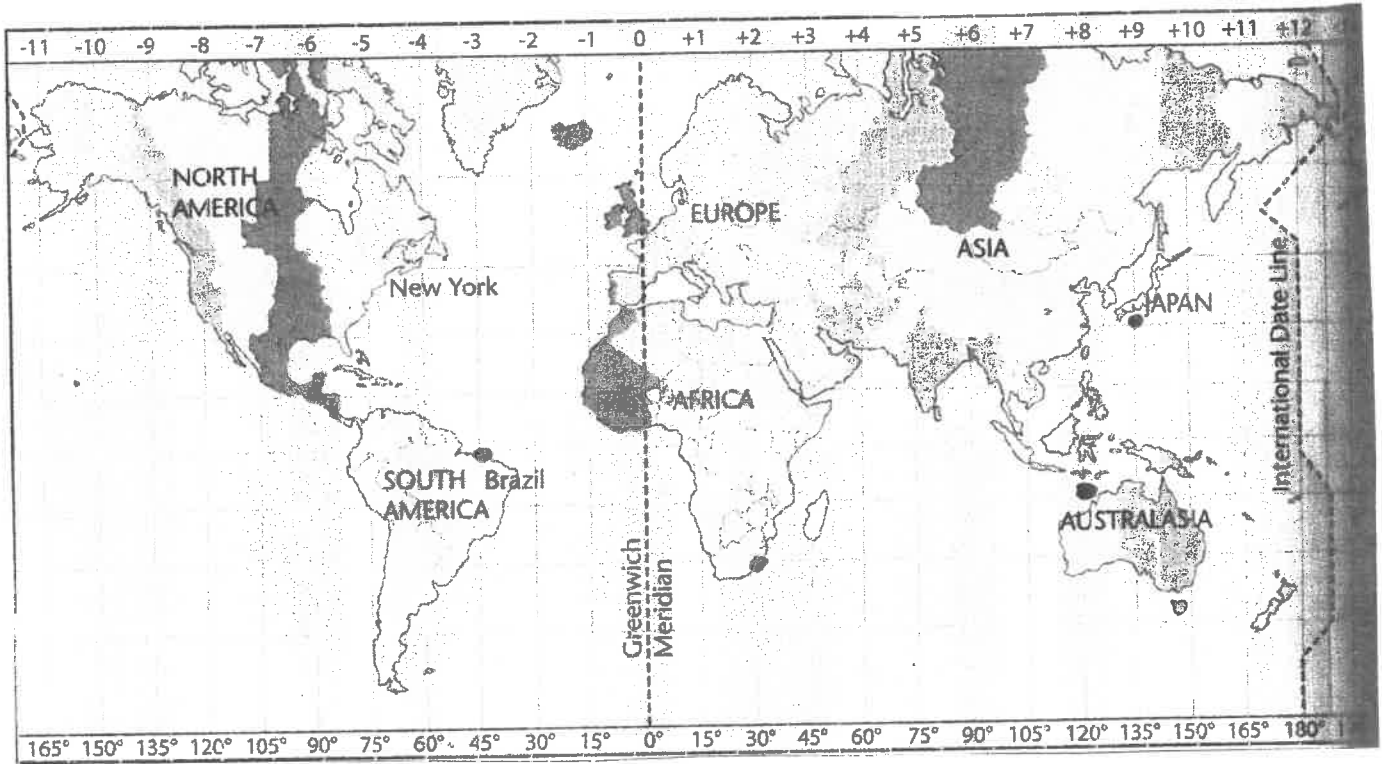 -11 -10 -9 -8 -7 -6 -5 -4 -3 -2 -1 0 +1 +2 +3 +4 +5 +6 +7 +8 +9 +10 +11 +12
NORTH
AMERICA
EUROPE
ASIA
New York
JAPAN
AFRICA
SOUTH Brazil
AMERICA
AUSTRALASIA
Greenwich
Meridian
International Date Line
165° 150° 135° 120° 105° 90° 75° 60° 45° 30° 15° 0° 15° 30° 45° 60° 75° 90° 105° 120° 135° 150° 165° 180°